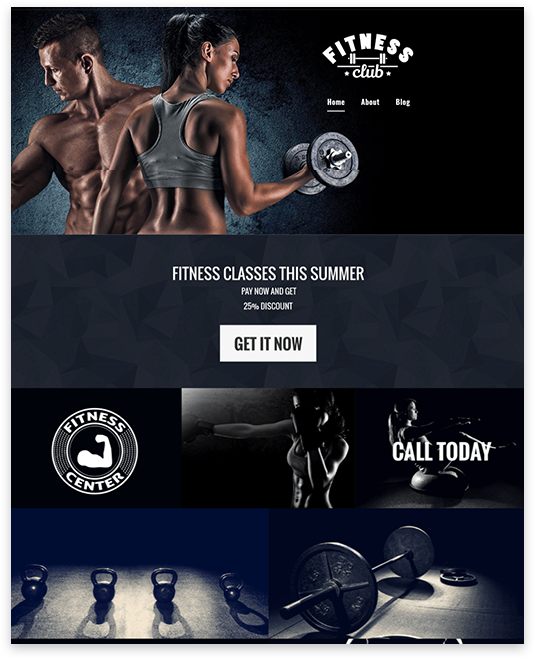 FITNESS
club
Home About Blog
FITNESS CLASSES THIS SUMMER
PAY NOW AND GET
25% DISCOUNT
GET IT NOW
FITNESS
CENTER
CALL TODAY